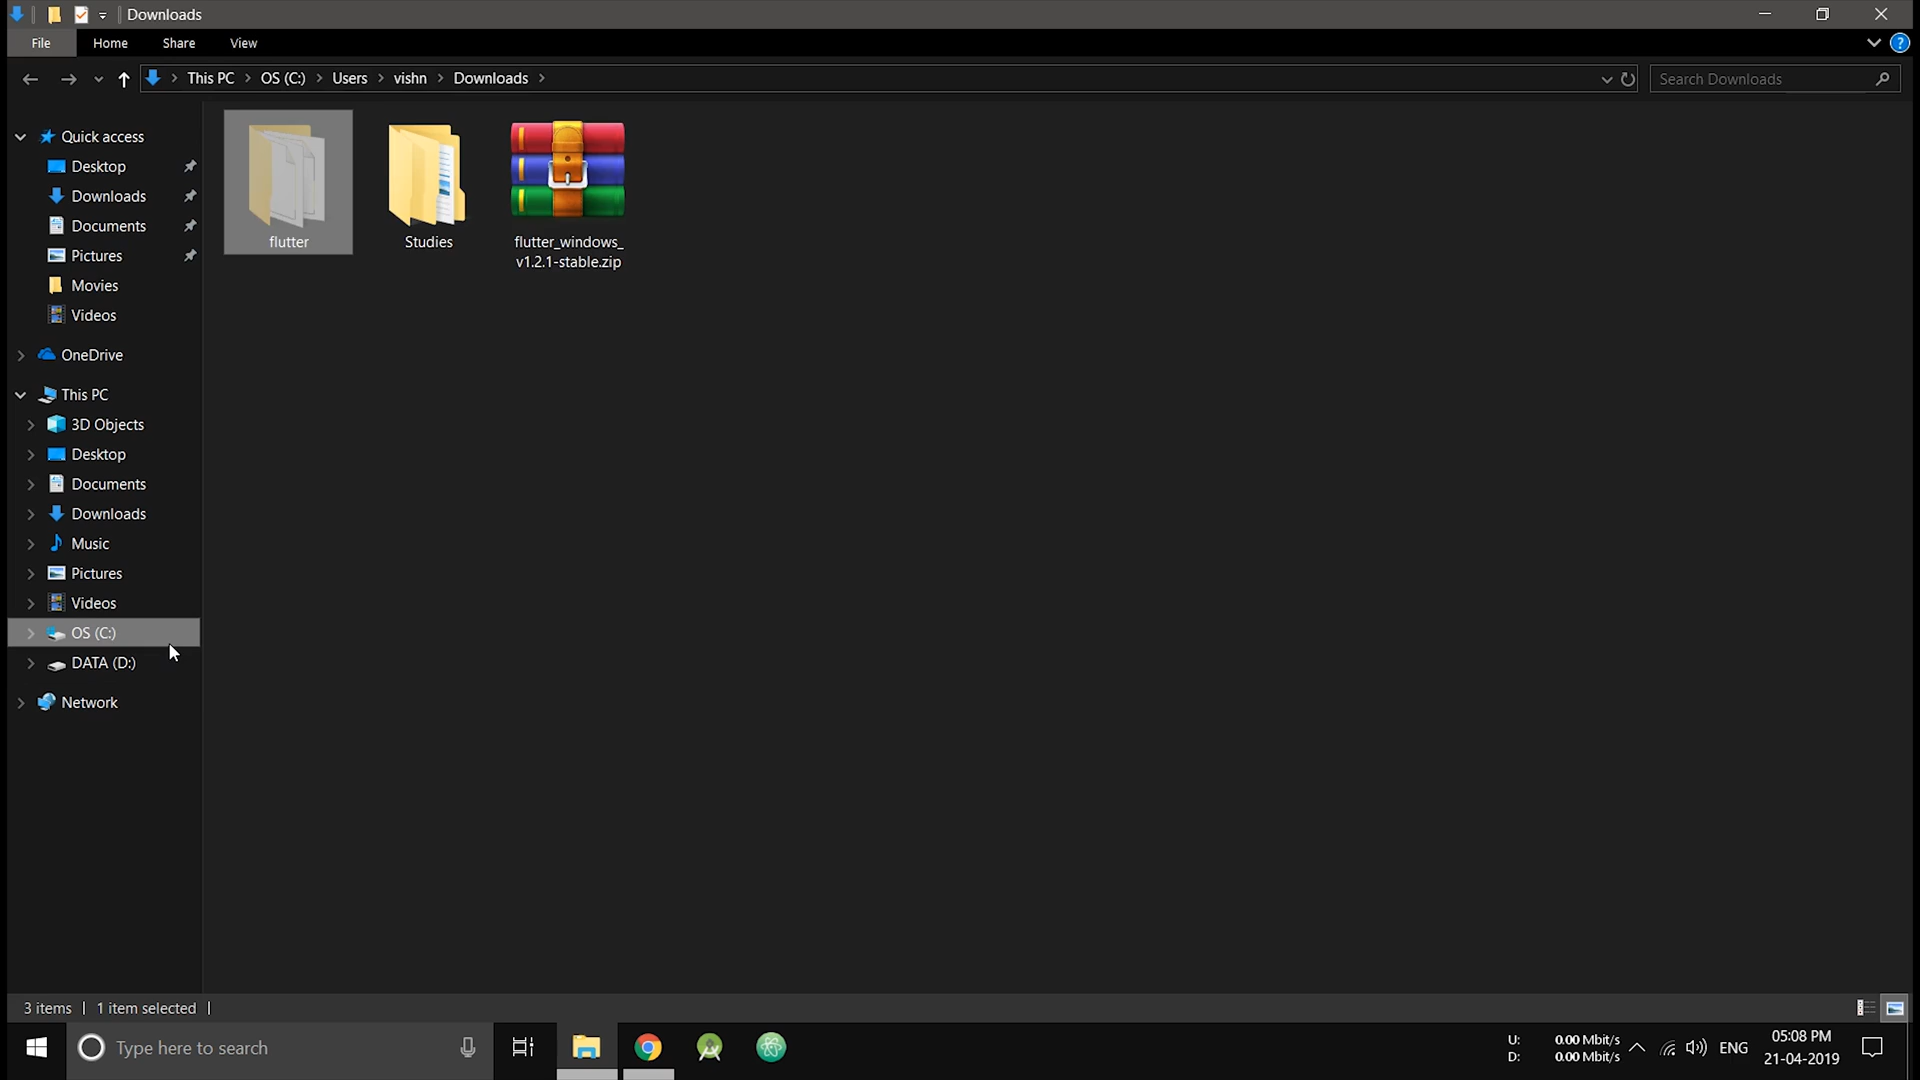 Downloads
File Home Share View
This PC OS (C:) Users vishn Downloads Search Downloads
Quick access
Desktop
Downloads
Documents
Pictures
Movies
Videos
OneDrive
This PC
3D Objects
Desktop
Documents
Downloads
Music
Pictures
Videos
OS (C:)
DATA (D:)
Network
flutter
Studies
flutter_windows_
v1.2.1-stable.zip
3 items 1 item selected
Type here to search
U: 0.00 Mbit/s
D: 0.00 Mbit/s
ENG
05:08 PM
21-04-2019